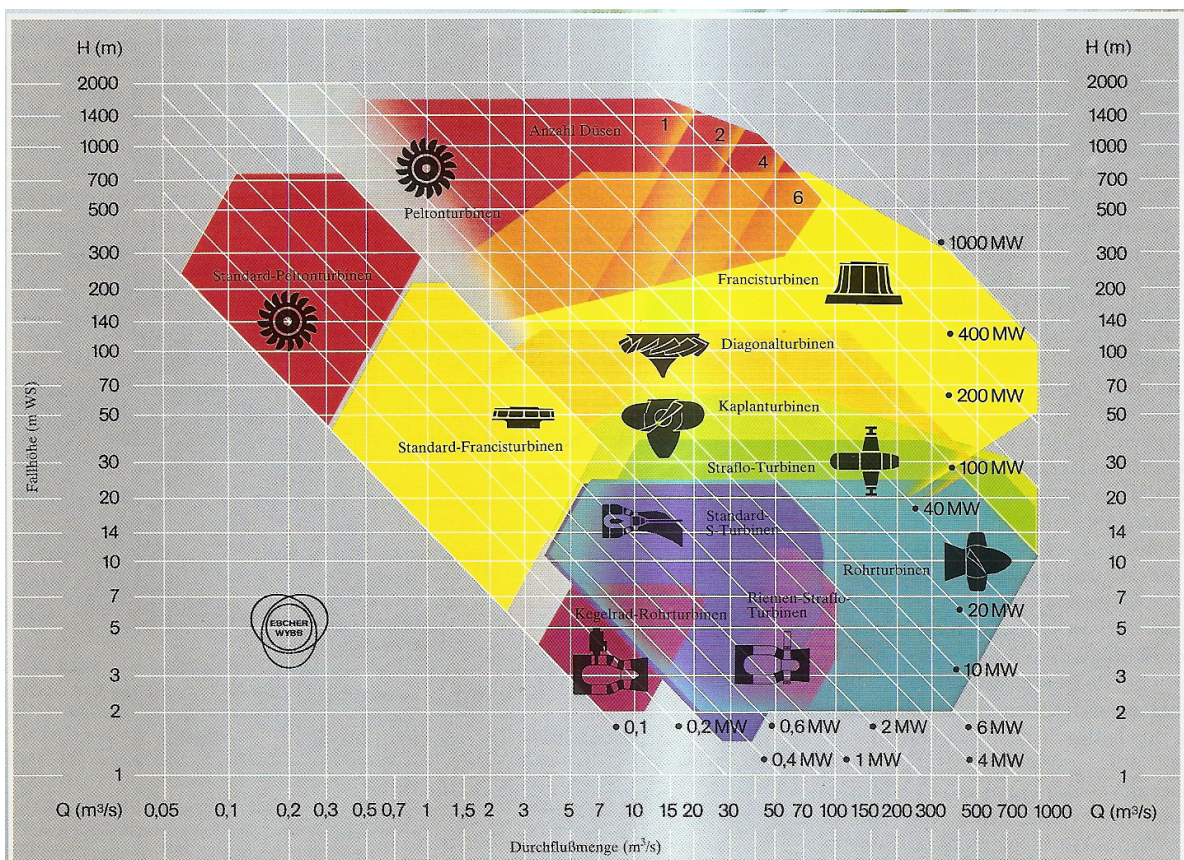 H (m) H (m)
2000 2000
1400 1 1400
Anzahl Düsen 2
1000 4 1000
700 6 700
Peltonturbinen
500 500
1000 MW
300 300
Standard-Peltonturbinen Francisturbinen
200 200
140 400 MW 140
Diagonalturbinen
100 100
70 200 MW 70
Kaplanturbinen
50 50
Standard-Francisturbinen
30 Straflo-Turbinen 100 MW 30
20 20
40 MW
Standard-
S-Turbinen
14 14
10 Rohrturbinen 10
7 7
Kegelrad-Rohrturbinen Riemen-Straflo-
Turbinen 20 MW
ESCHER
WYSS
5 5
3 10 MW 3
2 2
0,1 0,2 MW 0,6 MW 2 MW 6 MW
0,4 MW 1 MW 4 MW
1 1
Fallhöhe (m WS)
Q (m³/s) 0,05 0,1 0,2 0,3 0,5 0,7 1 1,5 2 3 5 7 10 15 20 30 50 70 100 150 200 300 500 700 1000 Q (m³/s)
Durchflußmenge (m³/s)